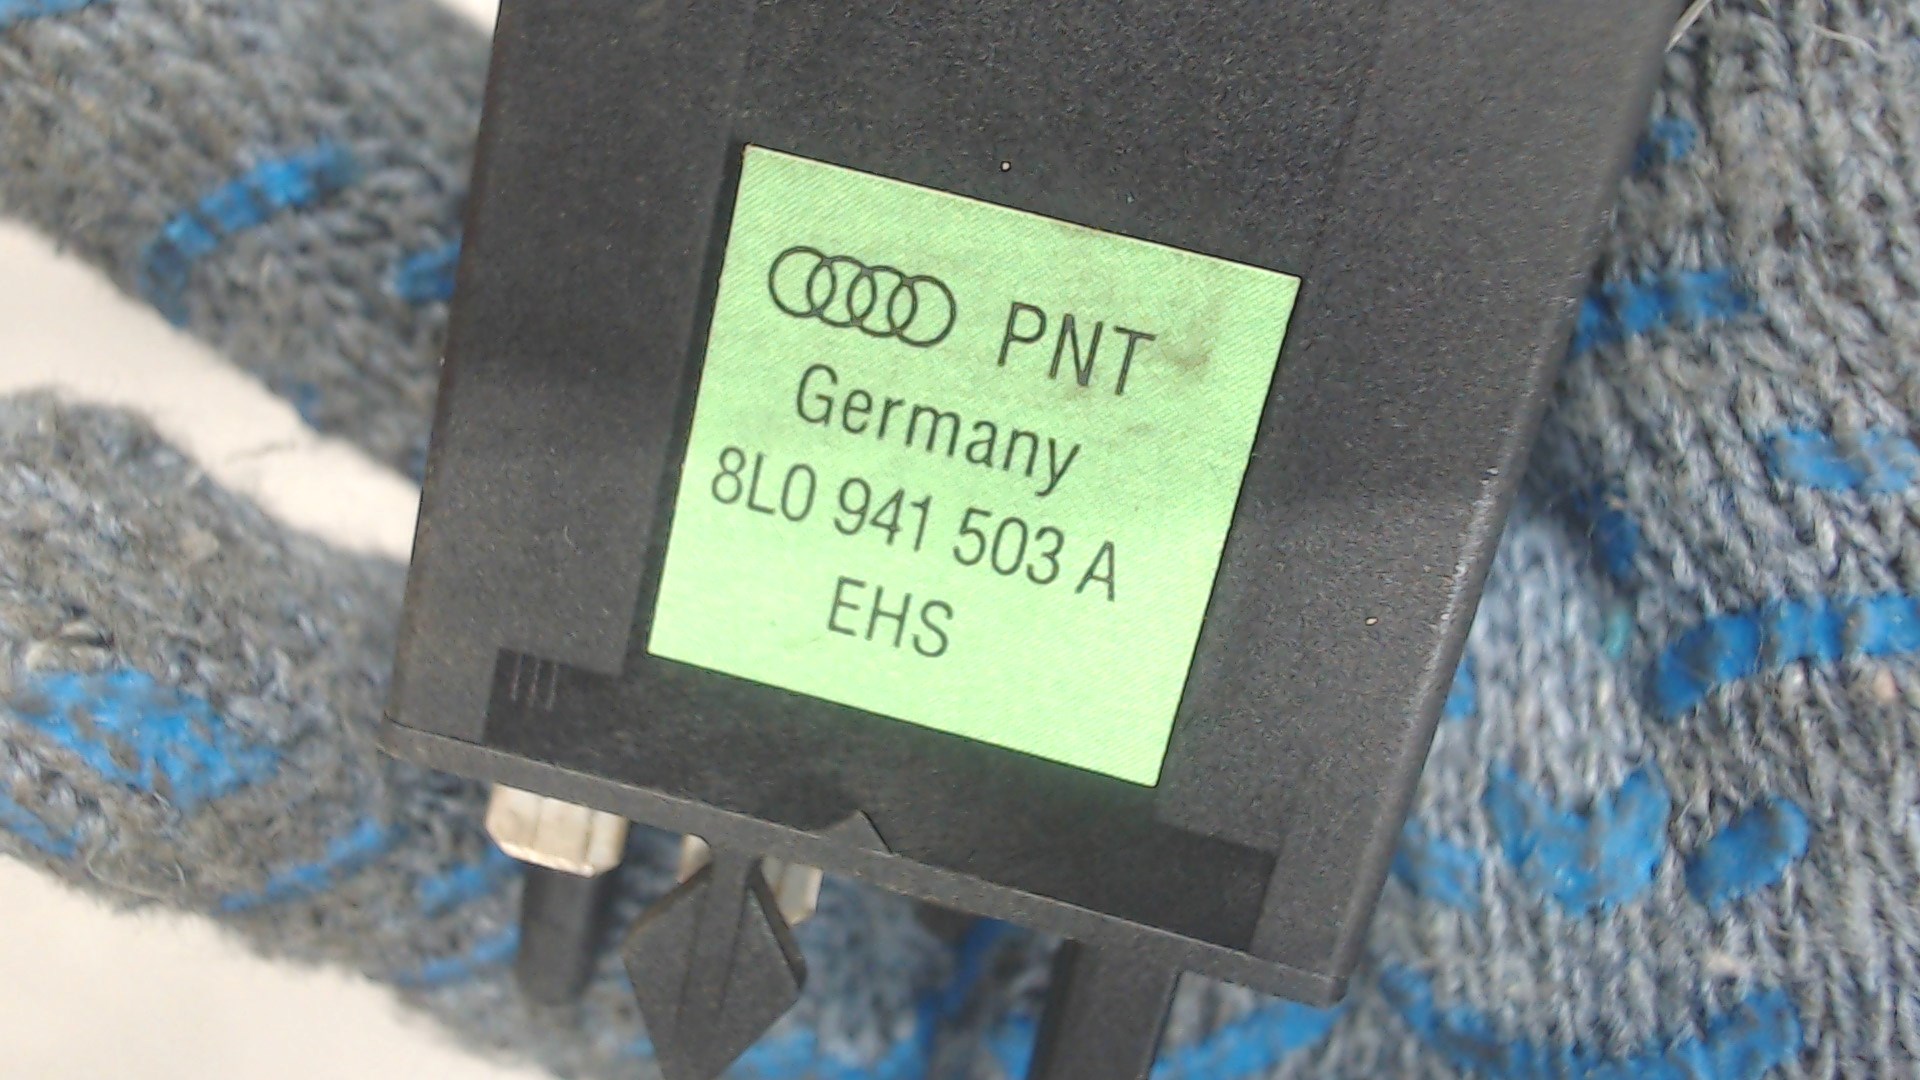 PNT
Germany
8L0 941 503 A
EHS